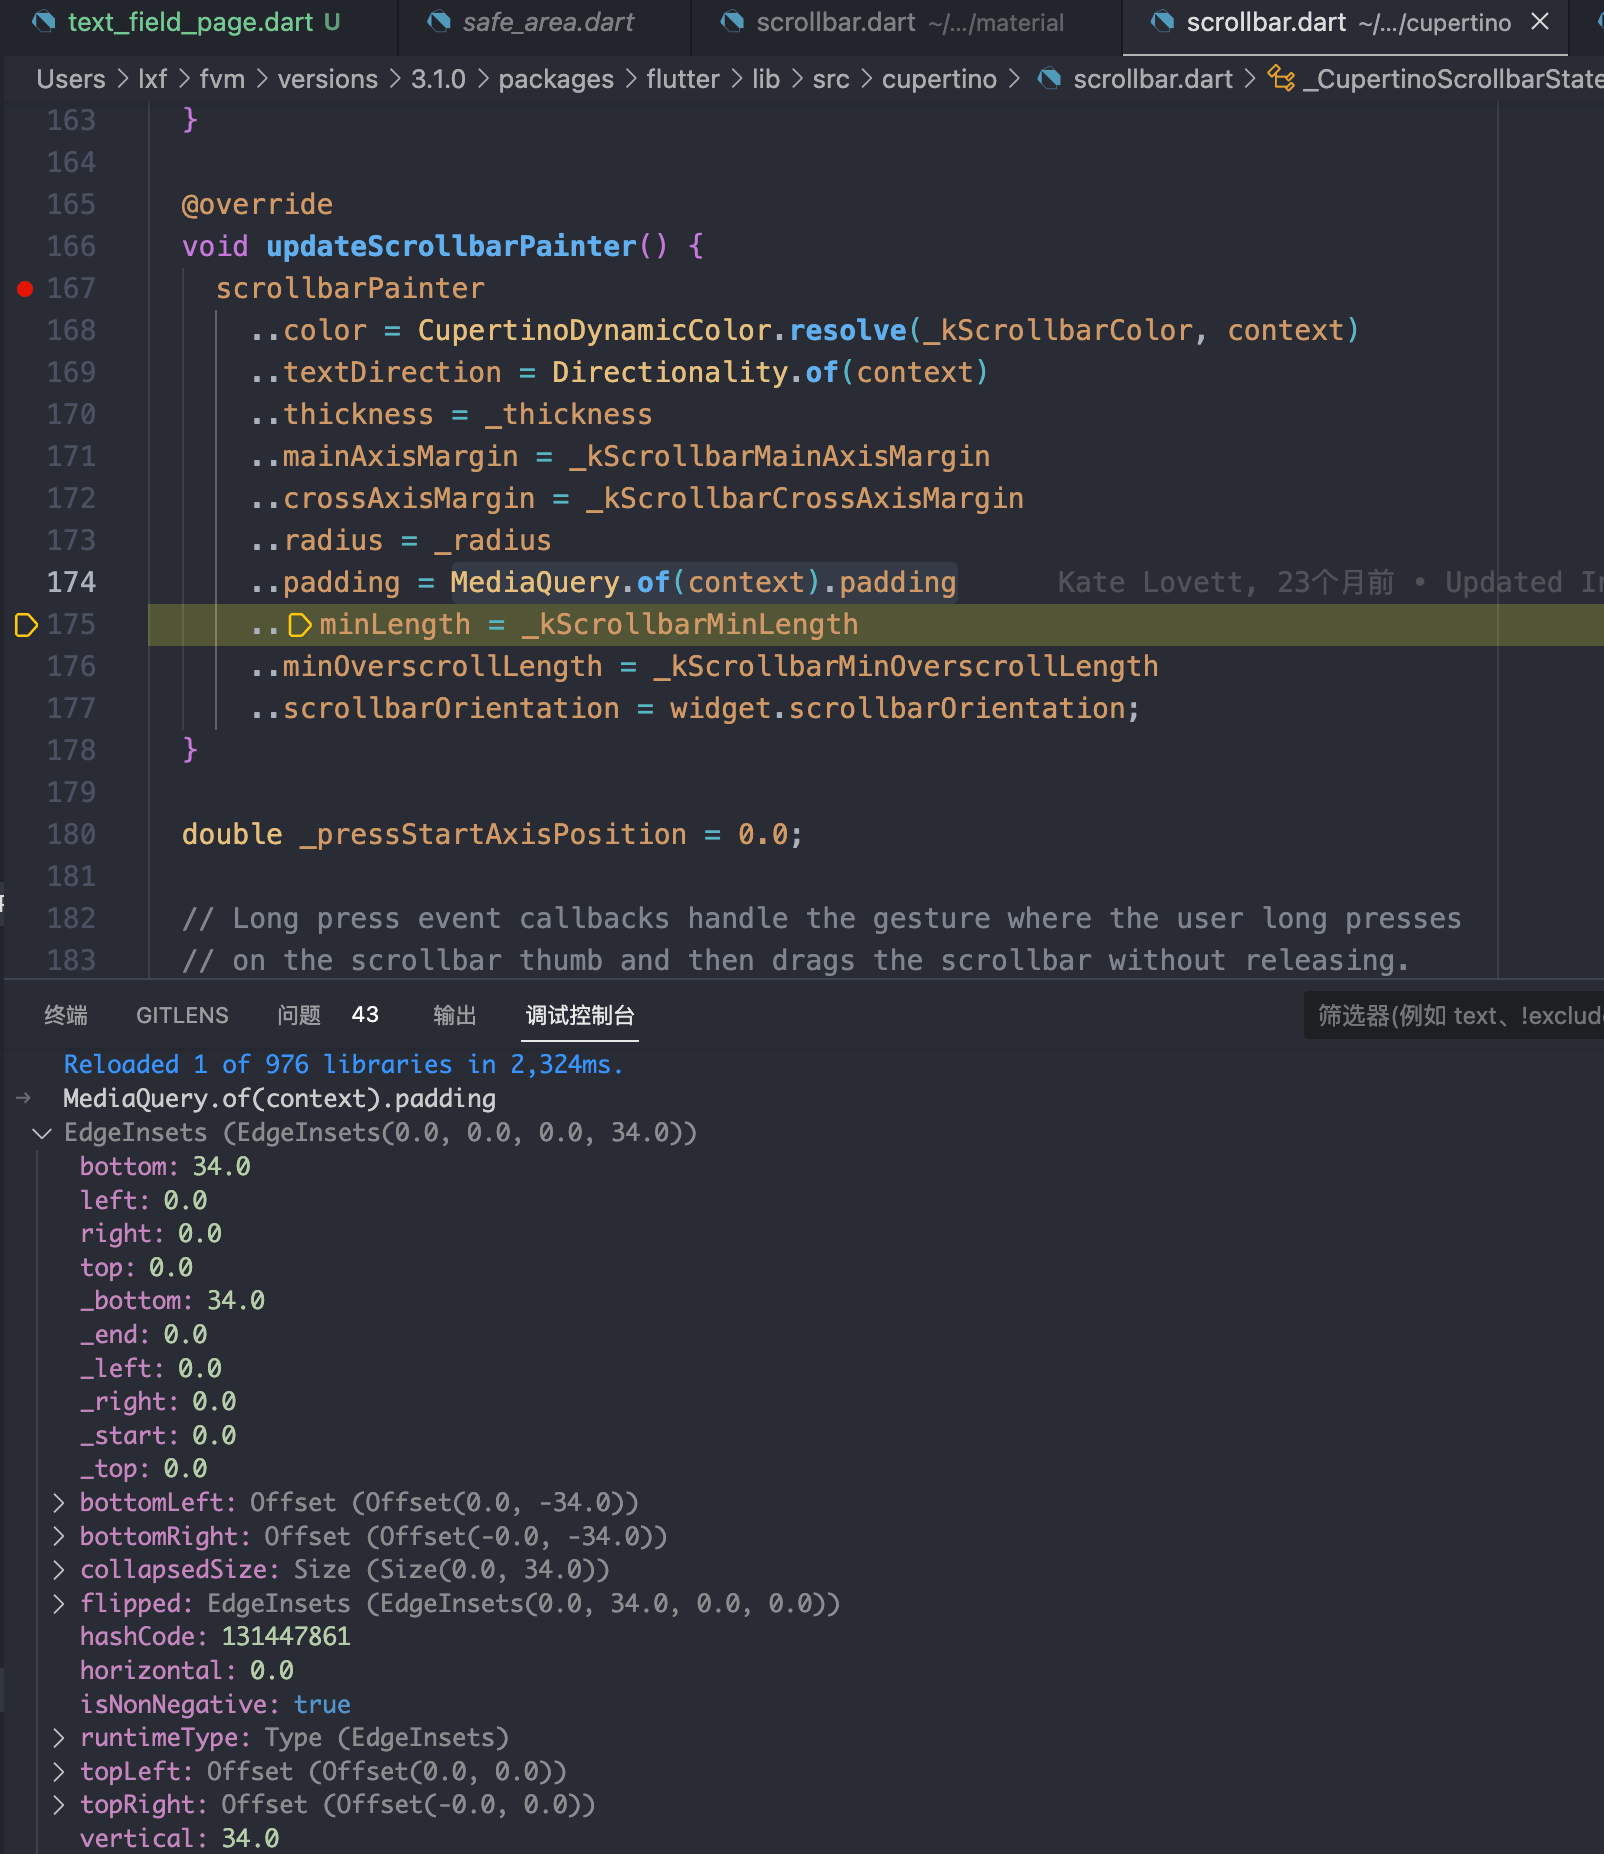 text_field_page.dart U safe_area.dart scrollbar.dart ~/.../material scrollbar.dart ~/.../cupertino
Users > lxf > fvm > versions > 3.1.0 > packages > flutter > lib > src > cupertino > scrollbar.dart > _CupertinoScrollbarState
163 }
164
165 @override
166 void updateScrollbarPainter() {
167 scrollbarPainter
168 ..color = CupertinoDynamicColor.resolve(_kScrollbarColor, context)
169 ..textDirection = Directionality.of(context)
170 ..thickness = _thickness
171 ..mainAxisMargin = _kScrollbarMainAxisMargin
172 ..crossAxisMargin = _kScrollbarCrossAxisMargin
173 ..radius = _radius
174 ..padding = MediaQuery.of(context).padding Kate Lovett, 23个月前 • Updated
175 ..minLength = _kScrollbarMinLength
176 ..minOverscrollLength = _kScrollbarMinOverscrollLength
177 ..scrollbarOrientation = widget.scrollbarOrientation;
178 }
179
180 double _pressStartAxisPosition = 0.0;
181
182 // Long press event callbacks handle the gesture where the user long presses
183 // on the scrollbar thumb and then drags the scrollbar without releasing.
终端 GITLENS 问题 43 输出 调试控制台 筛选器(例如 text、!exclud
Reloaded 1 of 976 libraries in 2,324ms.
→ MediaQuery.of(context).padding
EdgeInsets (EdgeInsets(0.0, 0.0, 0.0, 34.0))
bottom: 34.0
left: 0.0
right: 0.0
top: 0.0
_bottom: 34.0
_end: 0.0
_left: 0.0
_right: 0.0
_start: 0.0
_top: 0.0
bottomLeft: Offset (Offset(0.0, -34.0))
bottomRight: Offset (Offset(-0.0, -34.0))
collapsedSize: Size (Size(0.0, 34.0))
flipped: EdgeInsets (EdgeInsets(0.0, 34.0, 0.0, 0.0))
hashCode: 131447861
horizontal: 0.0
isNonNegative: true
runtimeType: Type (EdgeInsets)
topLeft: Offset (Offset(0.0, 0.0))
topRight: Offset (Offset(-0.0, 0.0))
vertical: 34.0